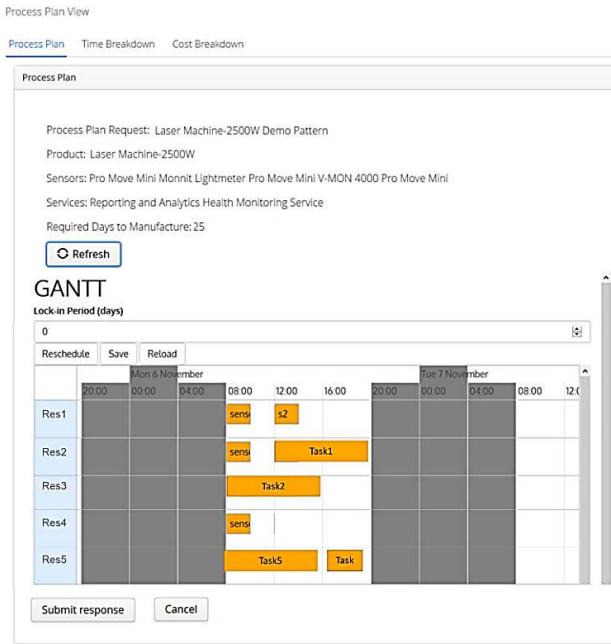 Process Plan View
Process Plan Time Breakdown Cost Breakdown
Process Plan
Process Plan Request: Laser Machine-2500W Demo Pattern
Product: Laser Machine-2500W
Sensors: Pro Move Mini Monnit Lightmeter Pro Move Mini V-MON 4000 Pro Move Mini
Services: Reporting and Analytics Health Monitoring Service
Required Days to Manufacture: 25
Refresh
GANTT
Lock-in Period (days)
0
Reschedule Save Reload
Mon 6 November Tue 7 November
20:00 00:00 04:00 08:00 12:00 16:00 20:00 00:00 04:00 08:00 12:0
Res1 sens s2
Res2 sens Task1
Res3 Task2
Res4 sens
Res5 Task5 Task
Submit response Cancel